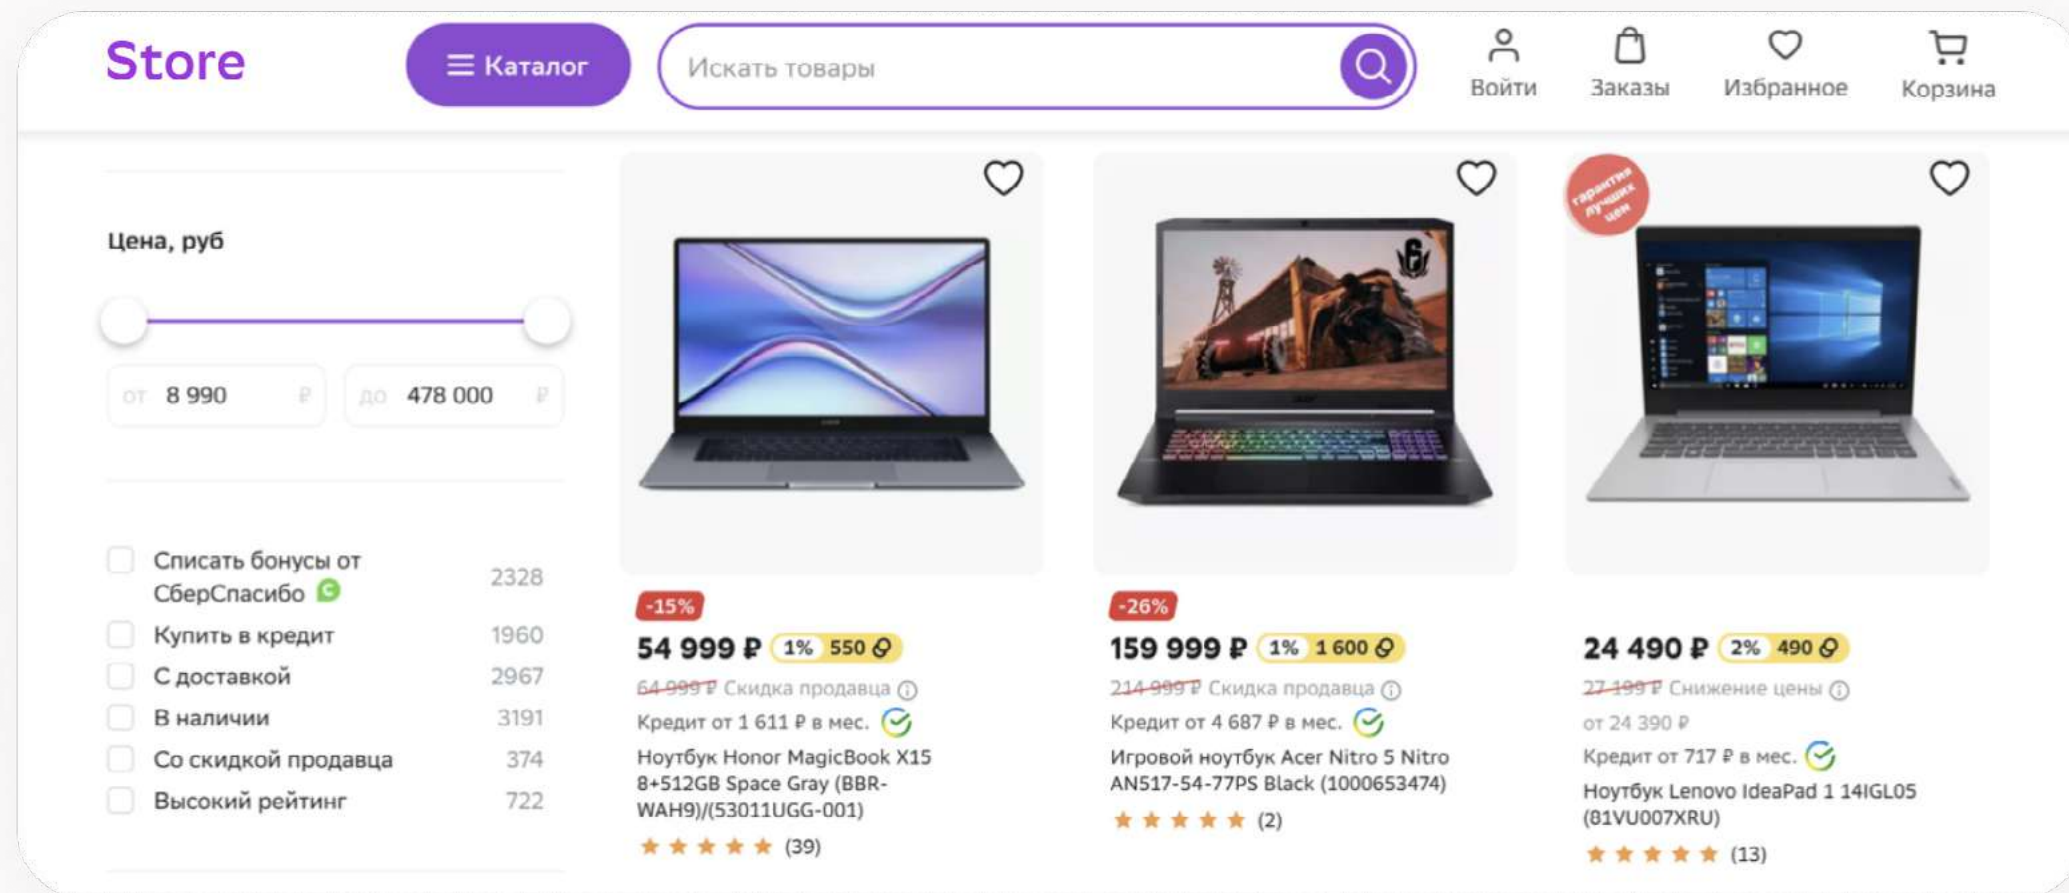 Store
Каталог
Искать товары
Войти
Заказы
Избранное
Корзина
Цена, руб
от 8 990 ₽
до 478 000 ₽
Списать бонусы от
СберСпасибо
2328
Купить в кредит 1960
С доставкой 2967
В наличии 3191
Со скидкой продавца 374
Высокий рейтинг 722
-15%
54 999 ₽ 1% 550
64 999 ₽ Скидка продавца
Кредит от 1 611 ₽ в мес.
Ноутбук Honor MagicBook X15
8+512GB Space Gray (BBR-
WAH9)/(53011UGG-001)
(39)
-26%
159 999 ₽ 1% 1 600
214 999 ₽ Скидка продавца
Кредит от 4 687 ₽ в мес.
Игровой ноутбук Acer Nitro 5 Nitro
AN517-54-77PS Black (1000653474)
(2)
гарантия
лучших
цен
24 490 ₽ 2% 490
27 199 ₽ Снижение цены
от 24 390 ₽
Кредит от 717 ₽ в мес.
Ноутбук Lenovo IdeaPad 1 14IGL05
(81VU007XRU)
(13)